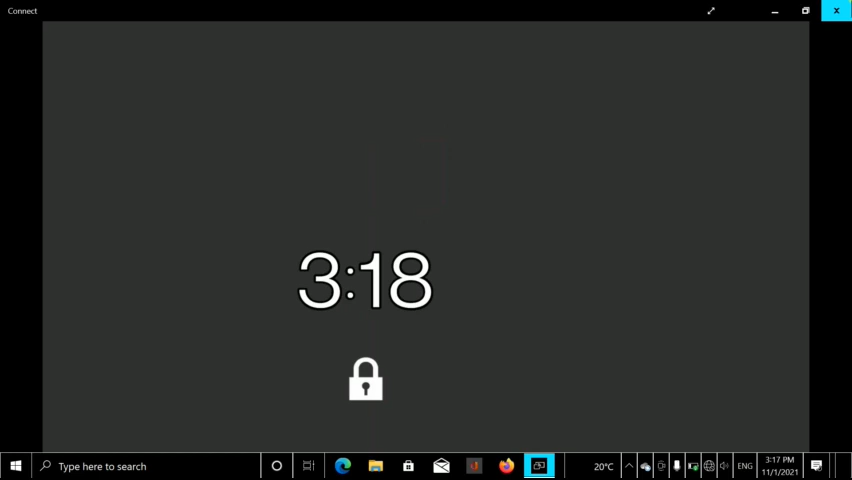 Connect
3:18
Type here to search
20°C
ENG
3:17 PM
11/1/2021